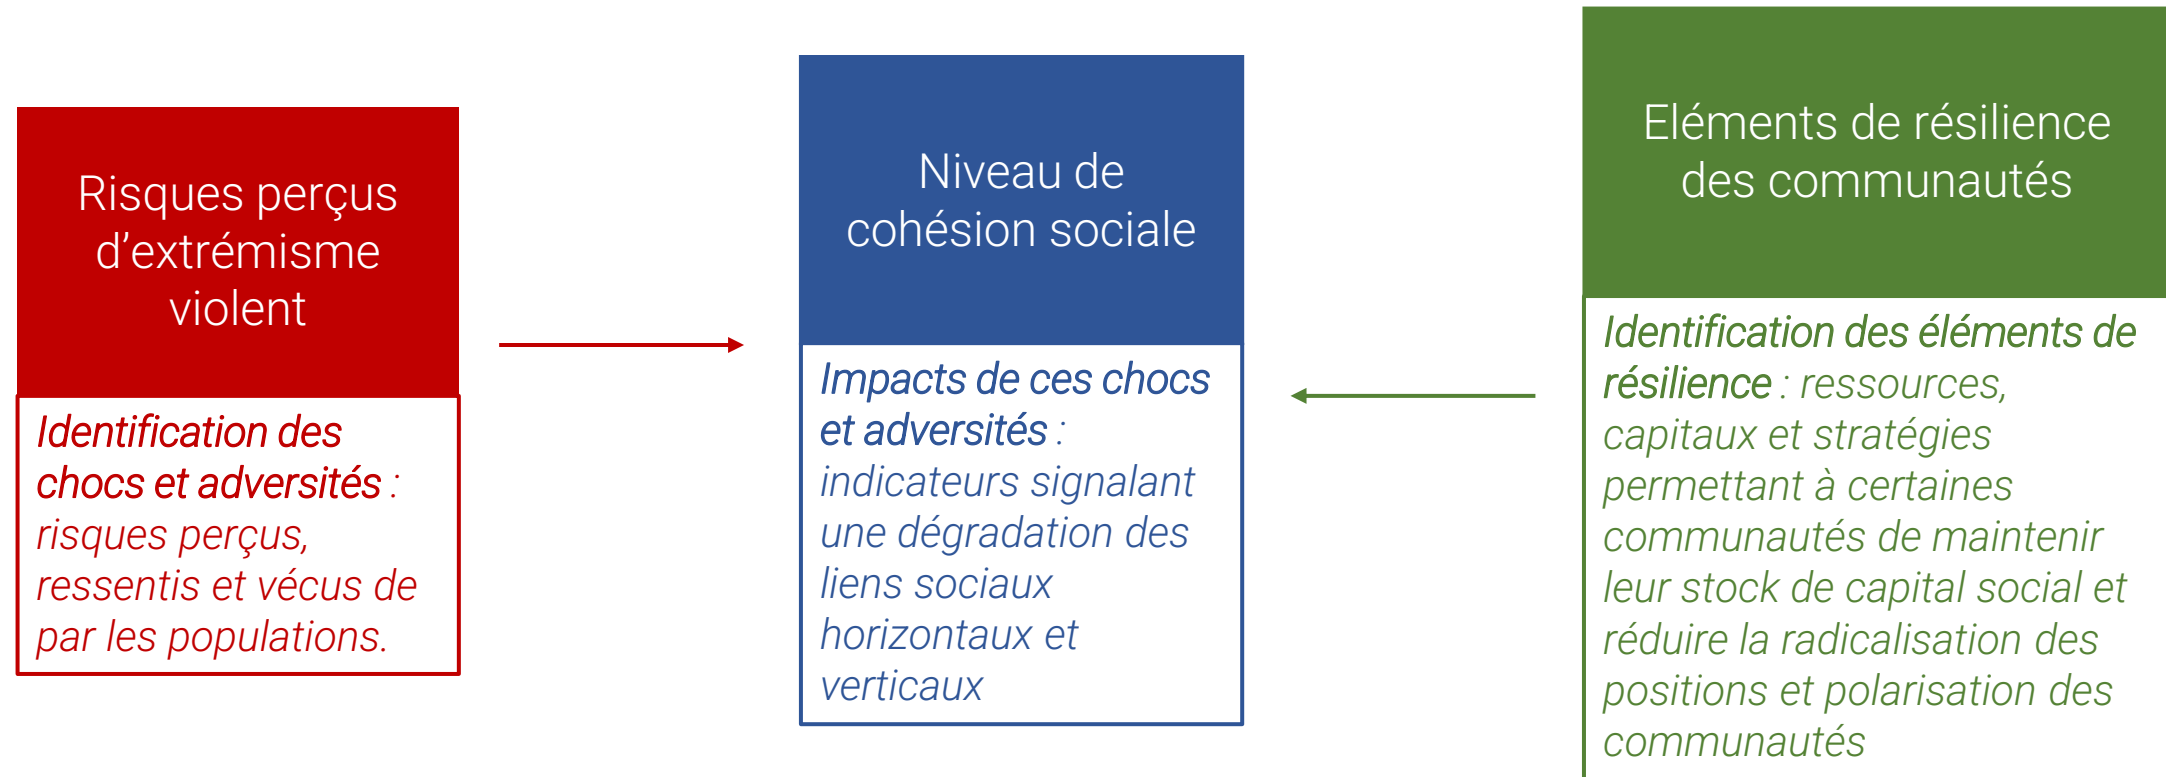 Risques perçus
d’extrémisme
violent
Identification des
chocs et adversités :
risques perçus,
ressentis et vécus de
par les populations.
Niveau de
cohésion sociale
Impacts de ces chocs
et adversités :
indicateurs signalant
une dégradation des
liens sociaux
horizontaux et
verticaux
Eléments de résilience
des communautés
Identification des éléments de
résilience : ressources,
capitaux et stratégies
permettant à certaines
communautés de maintenir
leur stock de capital social et
réduire la radicalisation des
positions et polarisation des
communautés